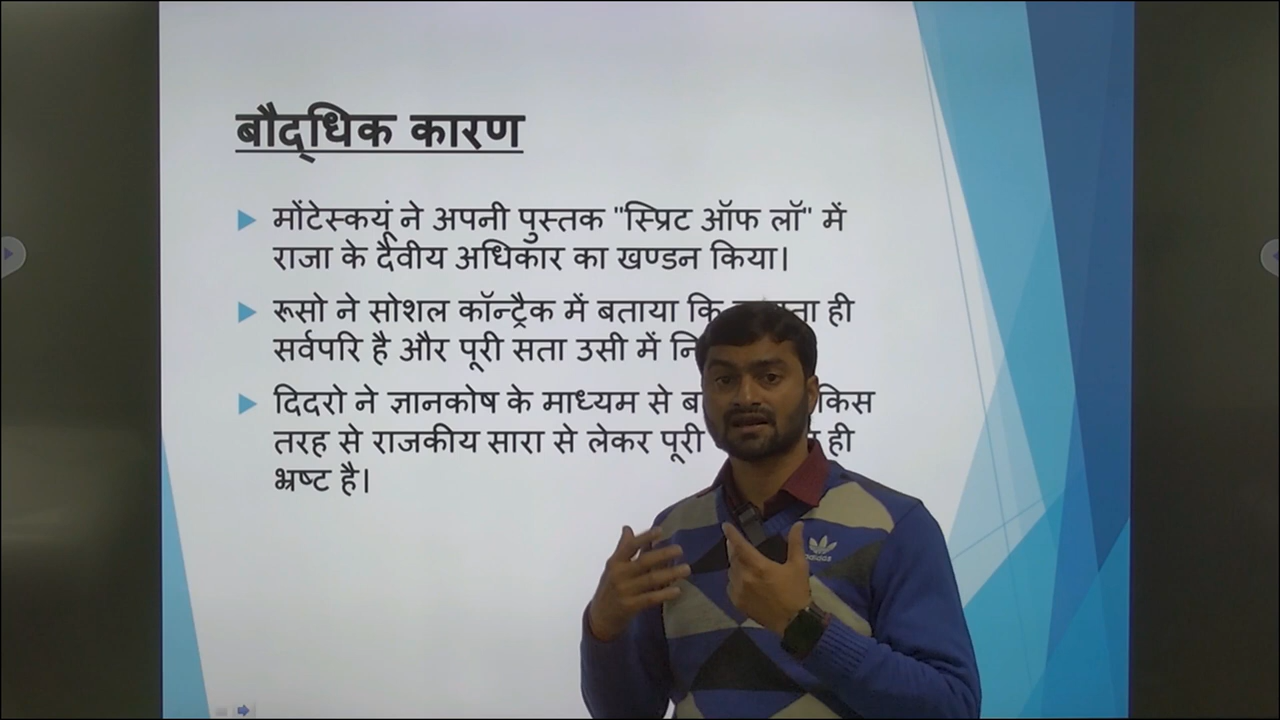 बौद्धिक कारण
मोंटेस्कयूं ने अपनी पुस्तक "स्प्रिट ऑफ लॉ" में
राजा के दैवीय अधिकार का खण्डन किया।
रूसो ने सोशल कॉन्ट्रैक में बताया कि ही
सर्वपरि है और पूरी सता उसी में
दिदरो ने ज्ञानकोष के माध्यम से किस
तरह से राजकीय सारा से लेकर पूरी ही
भ्रष्ट है।
adidas